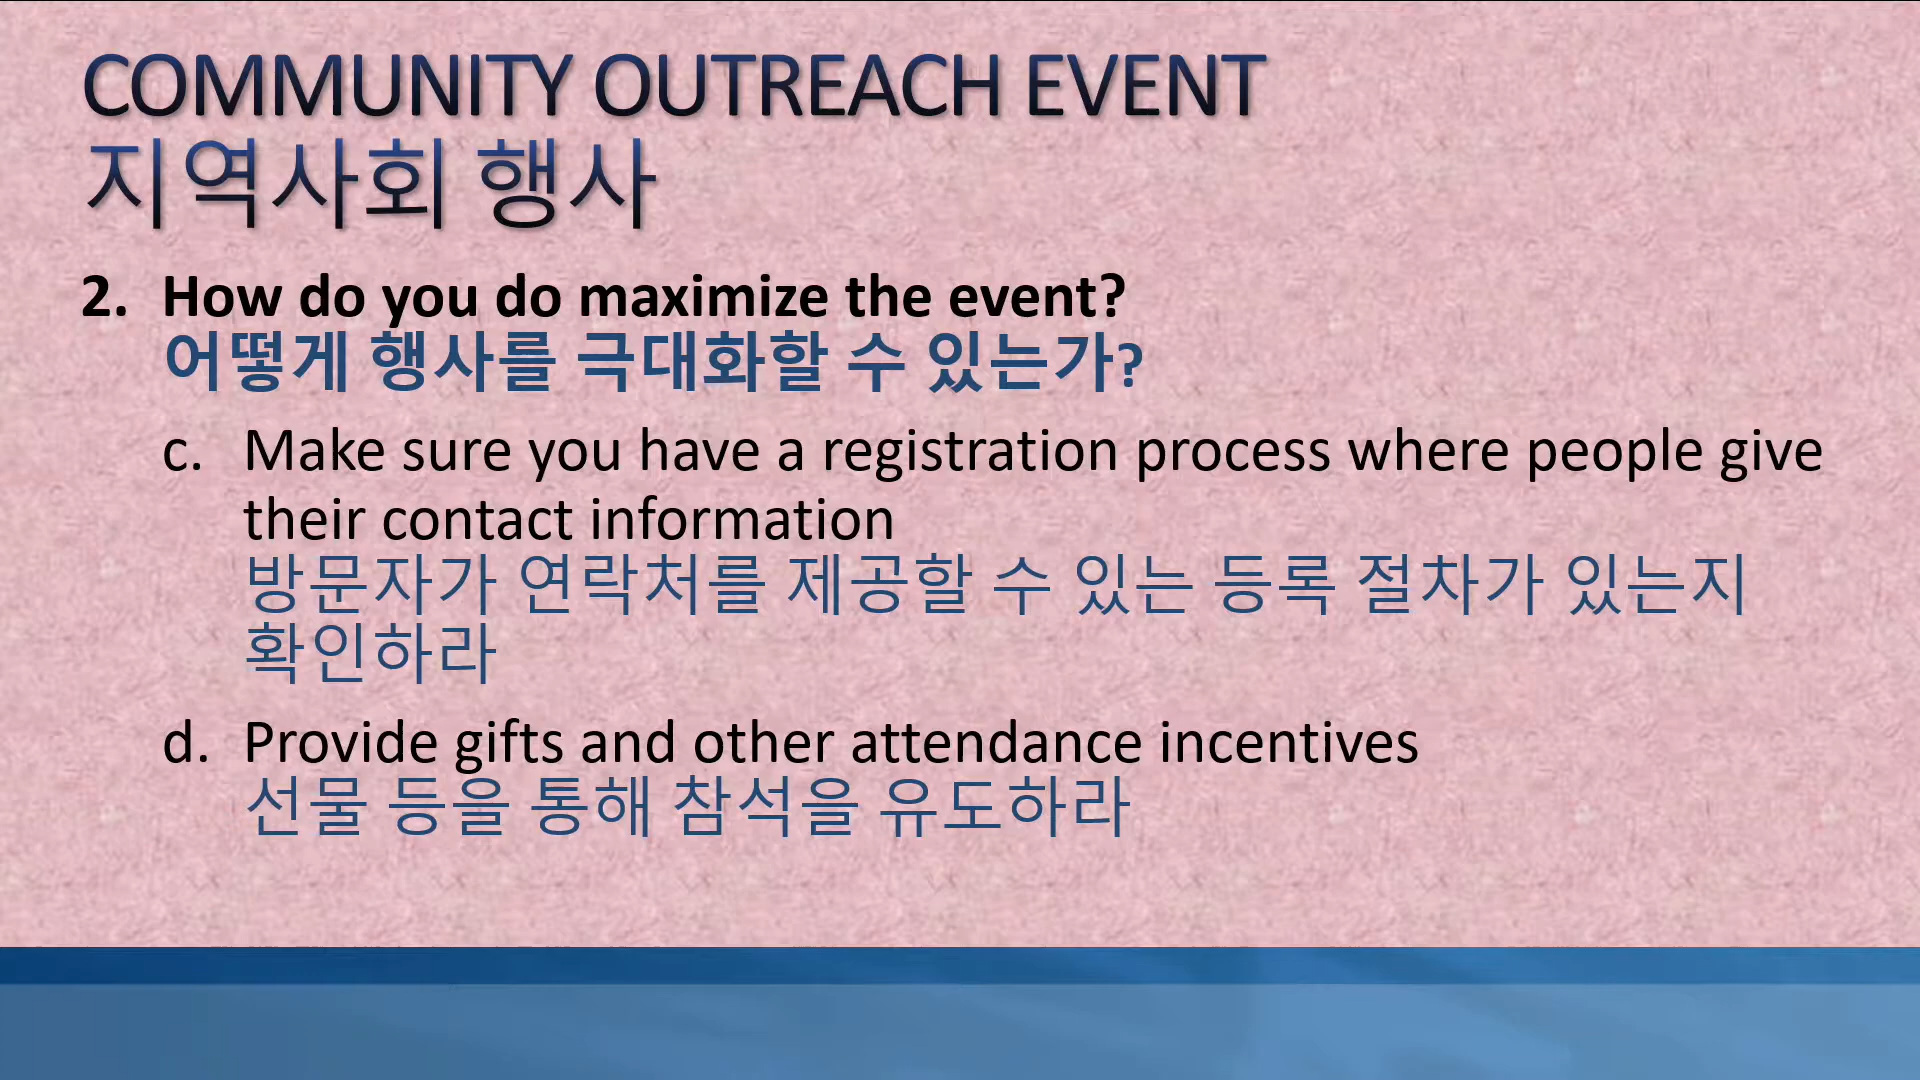 COMMUNITY OUTREACH EVENT
지역사회 행사
2. How do you do maximize the event?
어떻게 행사를 극대화할 수 있는가?
c. Make sure you have a registration process where people give
their contact information
방문자가 연락처를 제공할 수 있는 등록 절차가 있는지
확인하라
d. Provide gifts and other attendance incentives
선물 등을 통해 참석을 유도하라